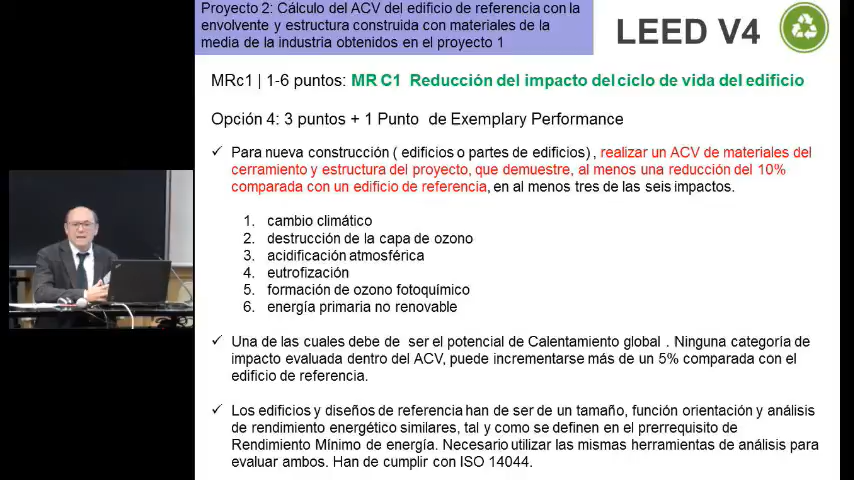 Proyecto 2: Cálculo del ACV del edificio de referencia con la
envolvente y estructura construida con materiales de la
media de la industria obtenidos en el proyecto 1
LEED V4
MRc1 | 1-6 puntos: MR C1 Reducción del impacto del ciclo de vida del edificio
Opción 4: 3 puntos + 1 Punto de Exemplary Performance
✓ Para nueva construcción ( edificios o partes de edificios) , realizar un ACV de materiales del
cerramiento y estructura del proyecto, que demuestre, al menos una reducción del 10%
comparada con un edificio de referencia, en al menos tres de las seis impactos.
1. cambio climático
2. destrucción de la capa de ozono
3. acidificación atmosférica
4. eutrofización
5. formación de ozono fotoquímico
6. energía primaria no renovable
✓ Una de las cuales debe de ser el potencial de Calentamiento global . Ninguna categoría de
impacto evaluada dentro del ACV, puede incrementarse más de un 5% comparada con el
edificio de referencia.
✓ Los edificios y diseños de referencia han de ser de un tamaño, función orientación y análisis
de rendimiento energético similares, tal y como se definen en el prerrequisito de
Rendimiento Mínimo de energía. Necesario utilizar las mismas herramientas de análisis para
evaluar ambos. Han de cumplir con ISO 14044.